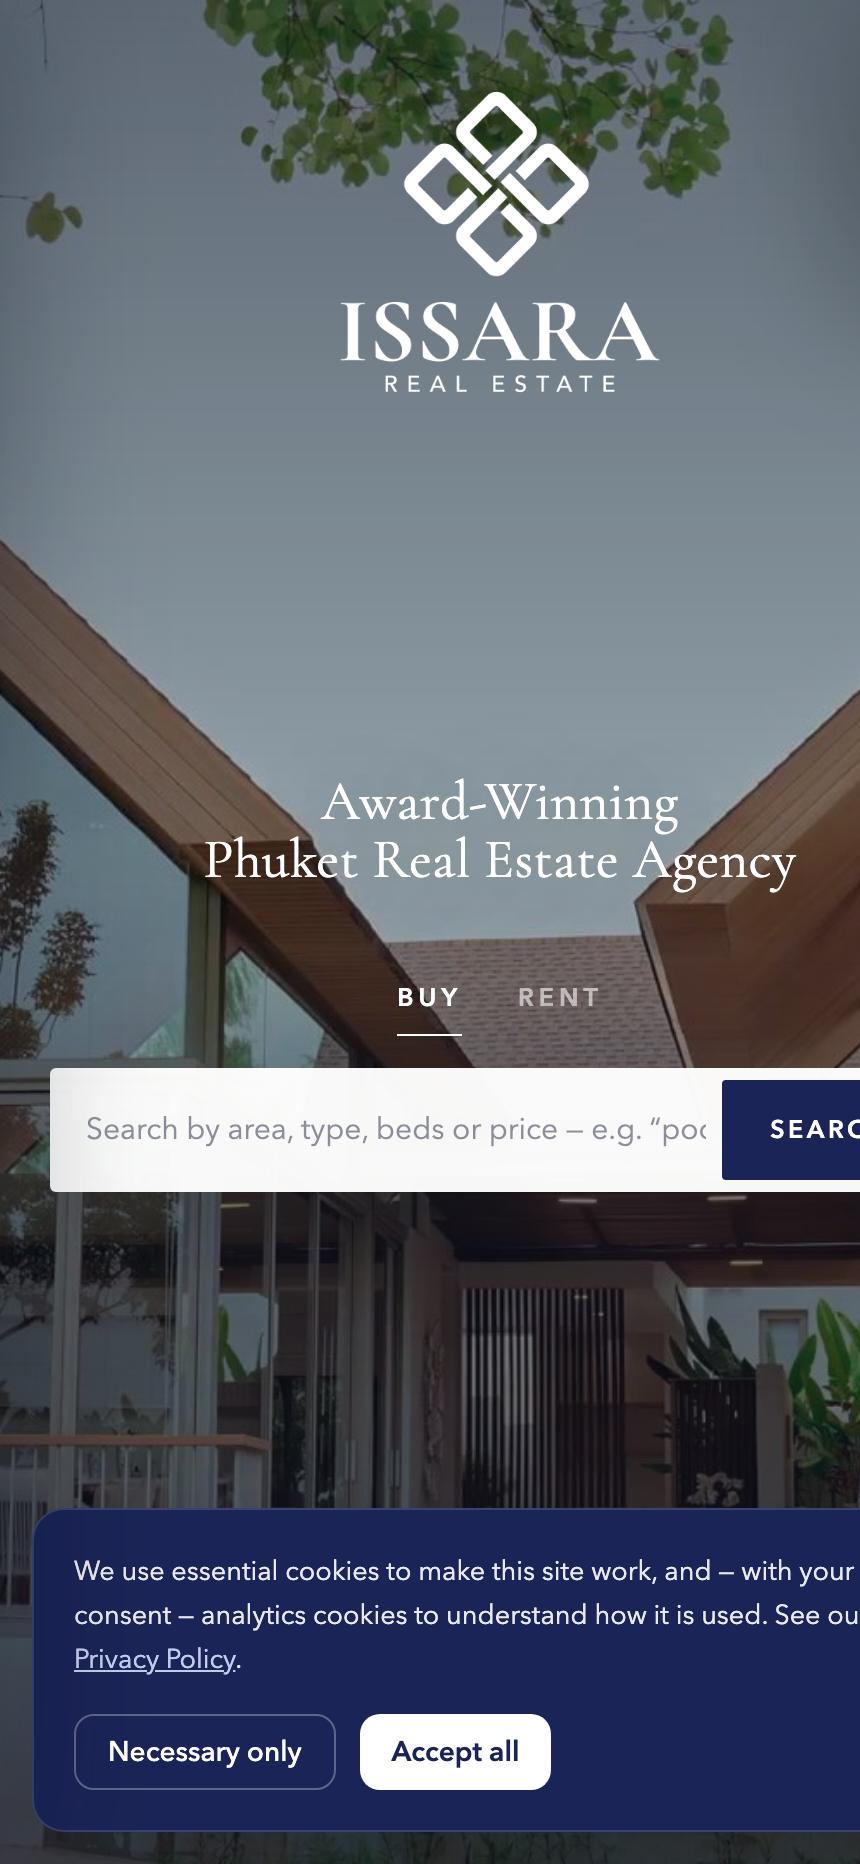 ISSARA
REAL ESTATE
Award-Winning
Phuket Real Estate Agency
BUY RENT
Search by area, type, beds or price – e.g. “poo
SEARC
We use essential cookies to make this site work, and – with your
consent – analytics cookies to understand how it is used. See ou
Privacy Policy.
Necessary only Accept all